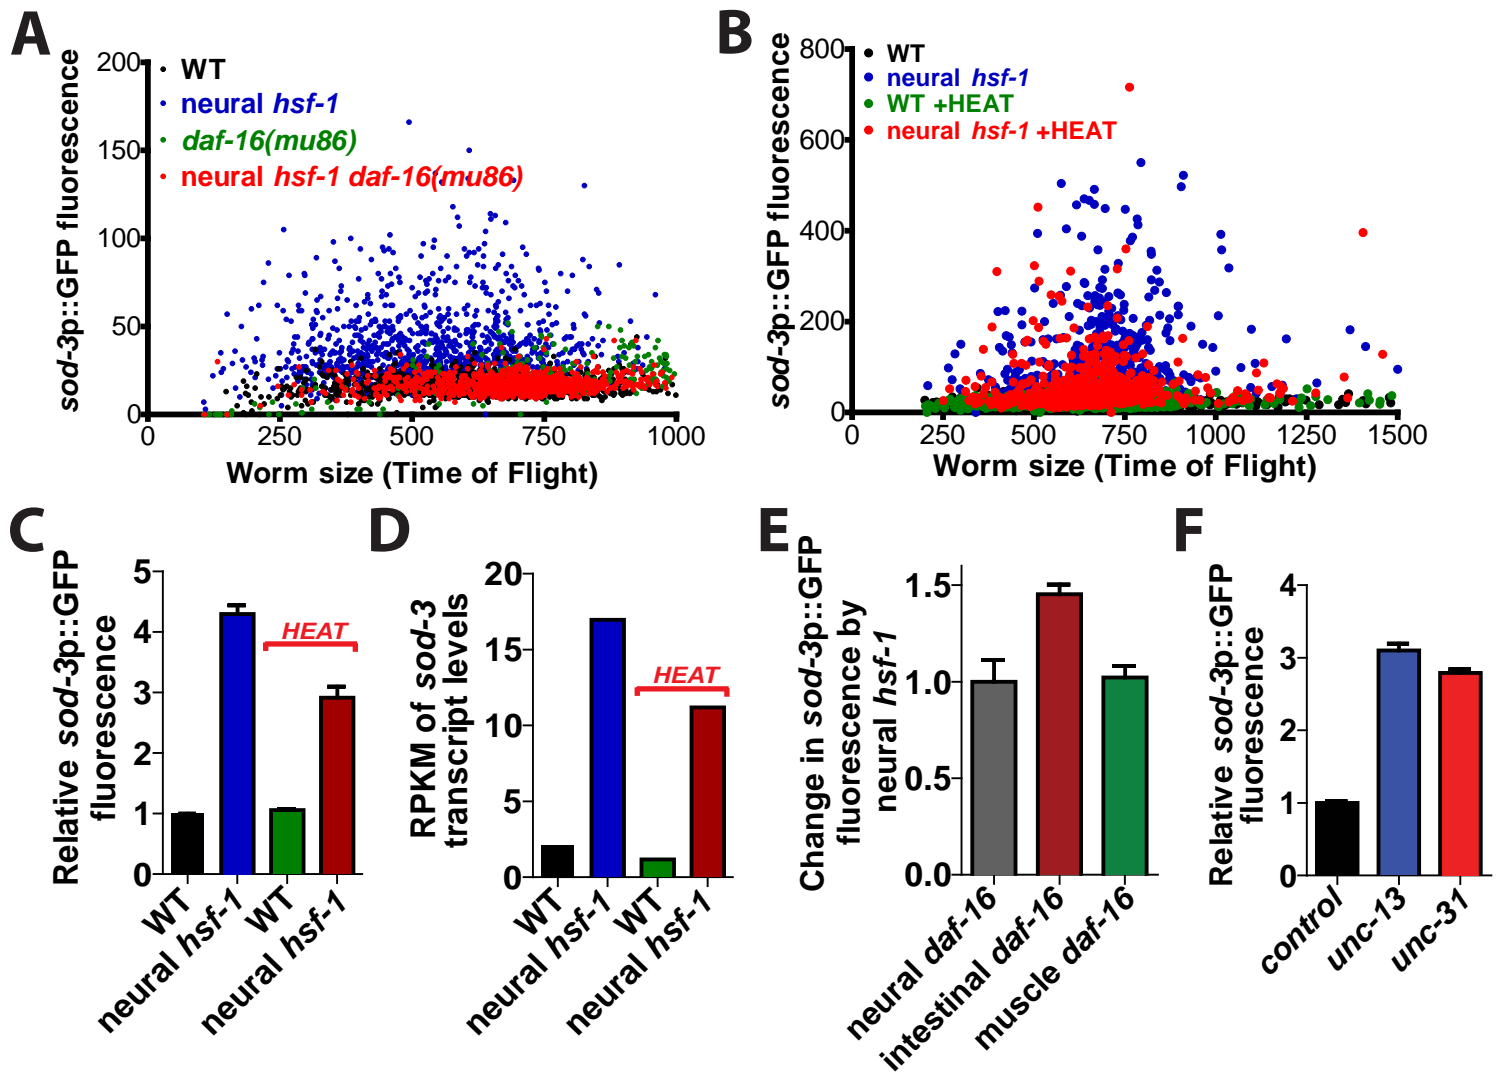 A
sod-3p::GFP fluorescence
200
150
100
50
0
WT
neural hsf-1
daf-16(mu86)
neural hsf-1 daf-16(mu86)
0 250 500 750 1000
Worm size (Time of Flight)
B
sod-3p::GFP fluorescence
800
600
400
200
0
WT
neural hsf-1
WT +HEAT
neural hsf-1 +HEAT
0 250 500 750 1000 1250 1500
Worm size (Time of Flight)
C
Relative sod-3p::GFP
fluorescence
5
4
3
2
1
0
HEAT
WT
neural hsf-1
WT
neural hsf-1
D
RPKM of sod-3
transcript levels
20
15
10
5
0
HEAT
WT
neural hsf-1
WT
neural hsf-1
E
Change in sod-3p::GFP
fluorescence by
neural hsf-1
1.5
1.0
0.5
0.0
neural daf-16
intestinal daf-16
muscle daf-16
F
Relative sod-3p::GFP
fluorescence
4
3
2
1
0
control
unc-13
unc-31